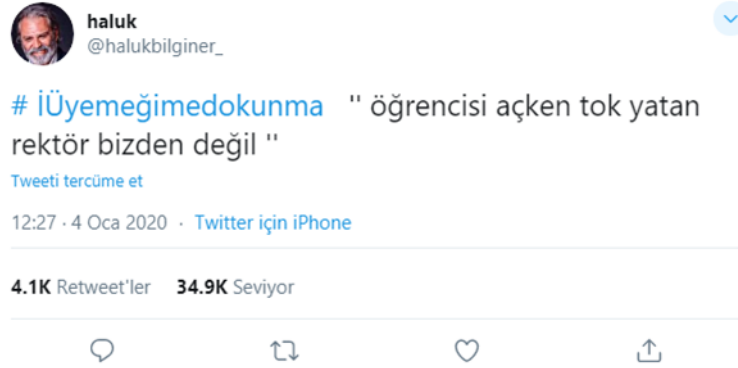 haluk
@halukbilginer_
# İÜyemeğimedokunma '' öğrencisi açken tok yatan
rektör bizden değil ''
Tweeti tercüme et
12:27 · 4 Oca 2020 · Twitter için iPhone
4.1K Retweet'ler 34.9K Seviyor